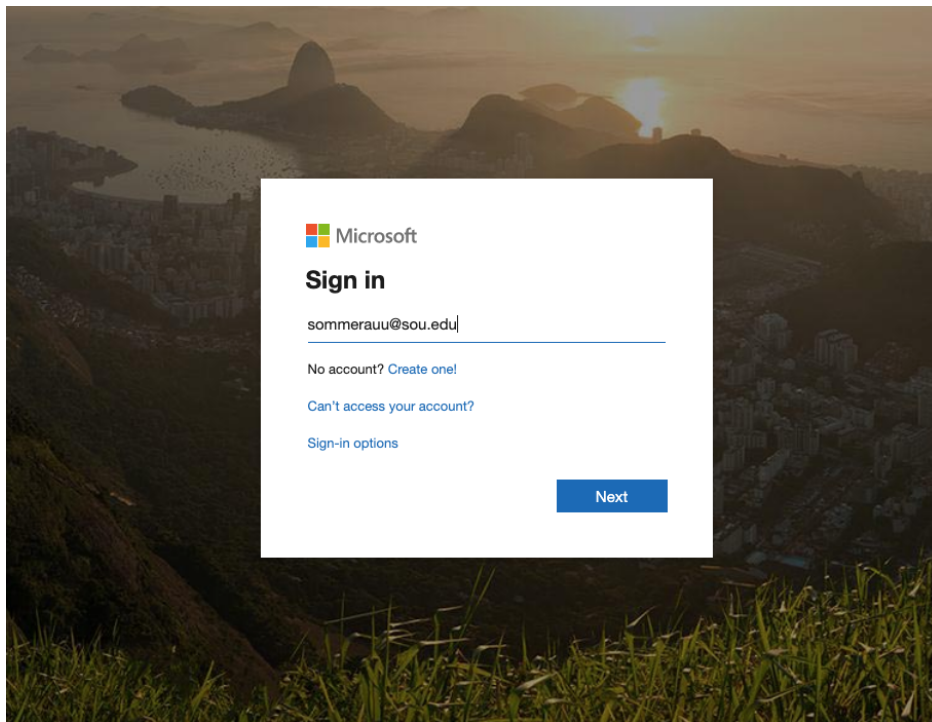 Microsoft
Sign in
sommerauu@sou.edu
No account? Create one!
Can't access your account?
Sign-in options
Next